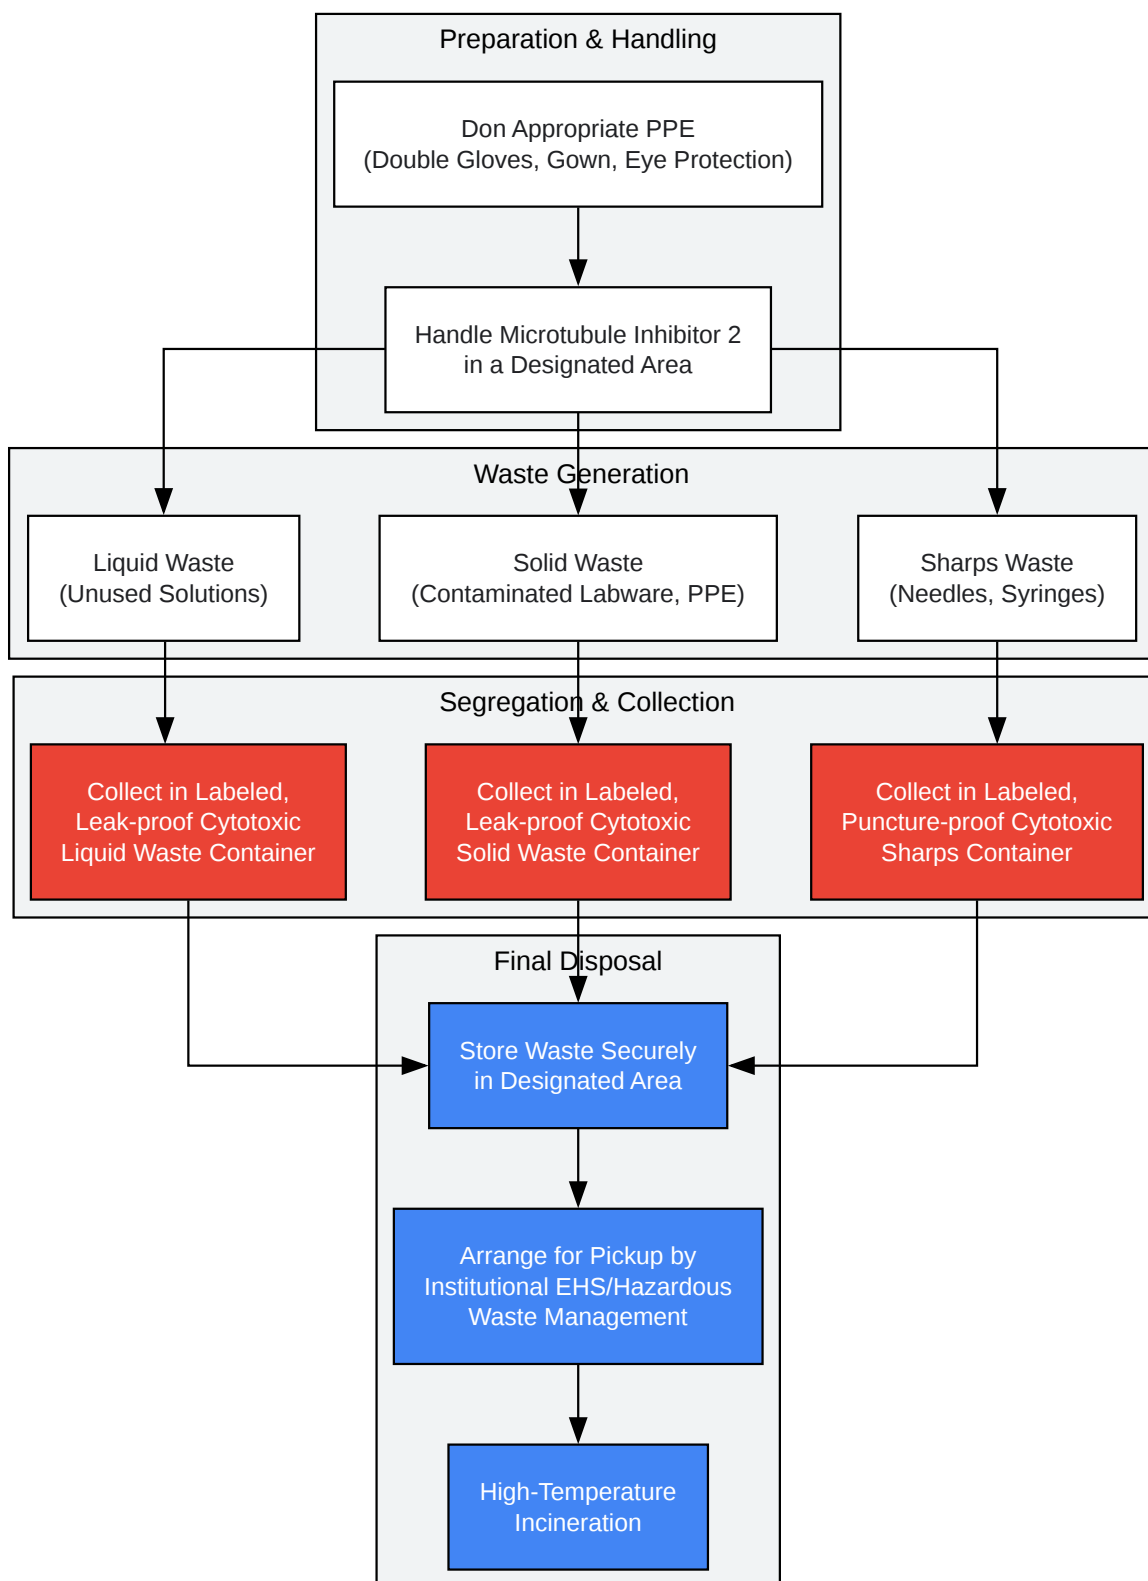 Preparation & Handling
Don Appropriate PPE
(Double Gloves, Gown, Eye Protection)
Handle Microtubule Inhibitor 2
in a Designated Area
Waste Generation
Liquid Waste
(Unused Solutions)
Solid Waste
(Contaminated Labware, PPE)
Sharps Waste
(Needles, Syringes)
Segregation & Collection
Collect in Labeled,
Leak-proof Cytotoxic
Liquid Waste Container
Collect in Labeled,
Leak-proof Cytotoxic
Solid Waste Container
Collect in Labeled,
Puncture-proof Cytotoxic
Sharps Container
Final Disposal
Store Waste Securely
in Designated Area
Arrange for Pickup by
Institutional EHS/Hazardous
Waste Management
High-Temperature
Incineration